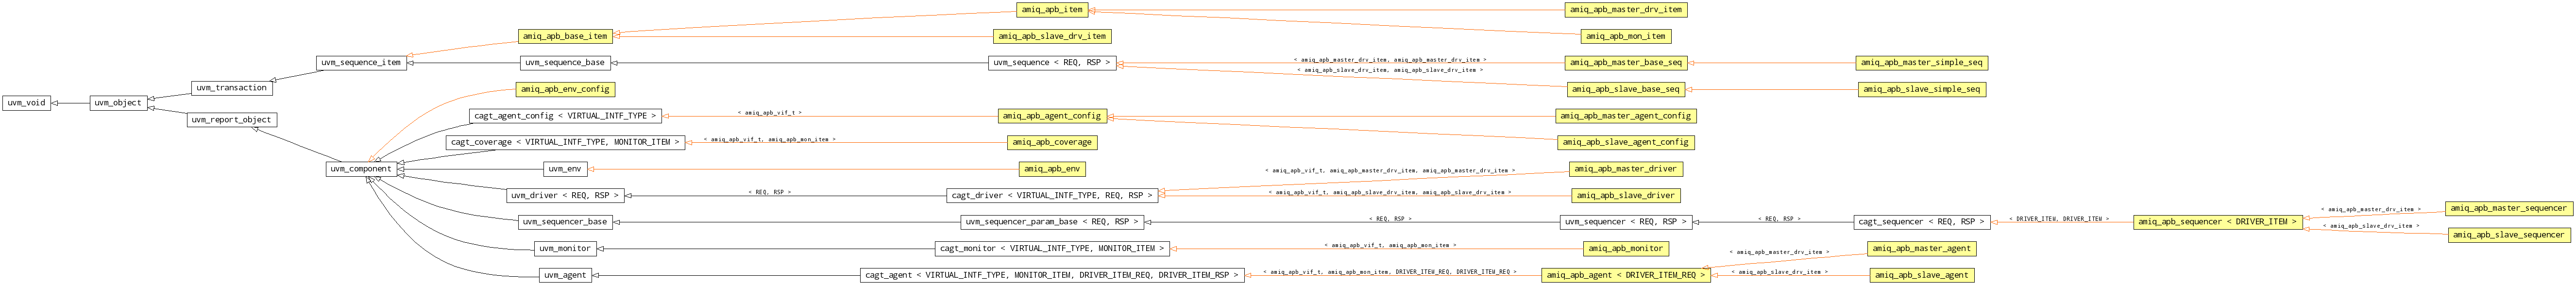 amiq_apb_item
amiq_apb_master_drv_item
amiq_apb_base_item
amiq_apb_slave_drv_item
amiq_apb_mon_item
uvm_sequence_item
uvm_sequence_base
uvm_sequence < REQ, RSP >
< amiq_apb_master_drv_item, amiq_apb_master_drv_item >
amiq_apb_master_base_seq
amiq_apb_master_simple_seq
< amiq_apb_slave_drv_item, amiq_apb_slave_drv_item >
uvm_transaction
amiq_apb_env_config
amiq_apb_slave_base_seq
amiq_apb_slave_simple_seq
uvm_void
uvm_object
uvm_report_object
cagt_agent_config < VIRTUAL_INTF_TYPE >
< amiq_apb_vif_t >
amiq_apb_agent_config
amiq_apb_master_agent_config
cagt_coverage < VIRTUAL_INTF_TYPE, MONITOR_ITEM >
< amiq_apb_vif_t, amiq_apb_mon_item >
amiq_apb_coverage
amiq_apb_slave_agent_config
uvm_component
uvm_env
amiq_apb_env
< amiq_apb_vif_t, amiq_apb_master_drv_item, amiq_apb_master_drv_item >
amiq_apb_master_driver
uvm_driver < REQ, RSP >
< REQ, RSP >
cagt_driver < VIRTUAL_INTF_TYPE, REQ, RSP >
< amiq_apb_vif_t, amiq_apb_slave_drv_item, amiq_apb_slave_drv_item >
amiq_apb_slave_driver
uvm_sequencer_base
uvm_sequencer_param_base < REQ, RSP >
< REQ, RSP >
uvm_sequencer < REQ, RSP >
< REQ, RSP >
cagt_sequencer < REQ, RSP >
< DRIVER_ITEM, DRIVER_ITEM >
amiq_apb_sequencer < DRIVER_ITEM >
< amiq_apb_master_drv_item >
amiq_apb_master_sequencer
< amiq_apb_slave_drv_item >
amiq_apb_slave_sequencer
uvm_monitor
cagt_monitor < VIRTUAL_INTF_TYPE, MONITOR_ITEM >
< amiq_apb_vif_t, amiq_apb_mon_item >
amiq_apb_monitor
< amiq_apb_master_drv_item >
amiq_apb_master_agent
uvm_agent
cagt_agent < VIRTUAL_INTF_TYPE, MONITOR_ITEM, DRIVER_ITEM_REQ, DRIVER_ITEM_RSP >
< amiq_apb_vif_t, amiq_apb_mon_item, DRIVER_ITEM_REQ, DRIVER_ITEM_REQ >
amiq_apb_agent < DRIVER_ITEM_REQ >
< amiq_apb_slave_drv_item >
amiq_apb_slave_agent